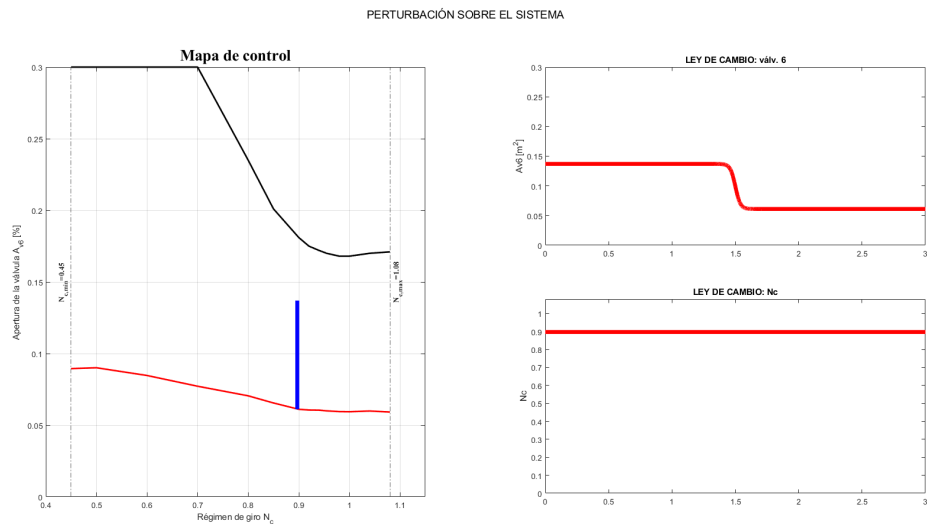 PERTURBACIÓN SOBRE EL SISTEMA
Mapa de control
0.3
0.25
0.2
0.15
0.1
0.05
0
Apertura de la válvula A_v6 [%]
N_c,min=0.45
N_c,max=1.08
0.4 0.5 0.6 0.7 0.8 0.9 1 1.1
Régimen de giro N_c
LEY DE CAMBIO: válv. 6
0.3
0.25
0.2
0.15
0.1
0.05
0
Av6 [m²]
0 0.5 1 1.5 2 2.5 3
LEY DE CAMBIO: Nc
1
0.9
0.8
0.7
0.6
0.5
0.4
0.3
0.2
0.1
0
Nc
0 0.5 1 1.5 2 2.5 3